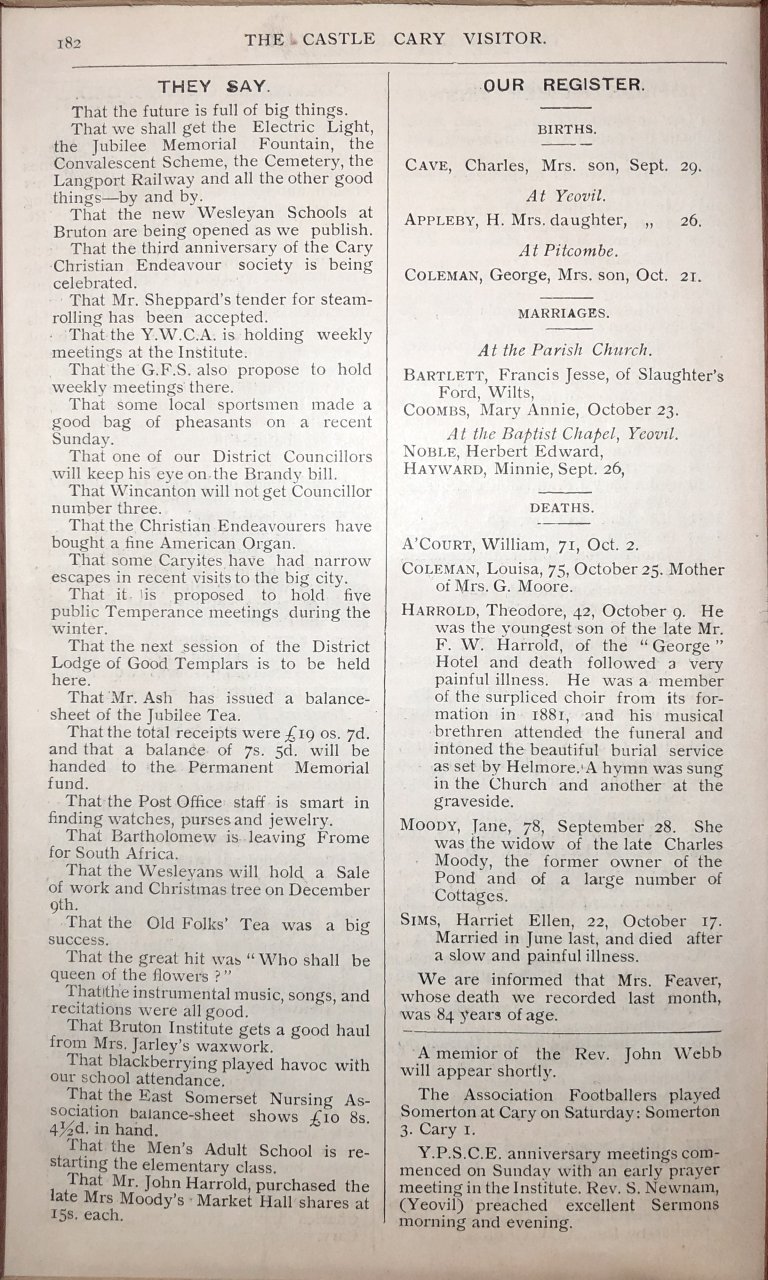 182
THE CASTLE CARY VISITOR.
THEY SAY.
That the future is full of big things.
That we shall get the Electric Light,
the Jubilee Memorial Fountain, the
Convalescent Scheme, the Cemetery, the
Langport Railway and all the other good
things—by and by.
That the new Wesleyan Schools at
Bruton are being opened as we publish.
That the third anniversary of the Cary
Christian Endeavour society is being
celebrated.
That Mr. Sheppard's tender for steam-
rolling has been accepted.
That the Y.W.C.A. is holding weekly
meetings at the Institute.
That the G.F.S. also propose to hold
weekly meetings there.
That some local sportsmen made a
good bag of pheasants on a recent
Sunday.
That one of our District Councillors
will keep his eye on the Brandy bill.
That Wincanton will not get Councillor
number three.
That the Christian Endeavourers have
bought a fine American Organ.
That some Caryites have had narrow
escapes in recent visits to the big city.
That it is proposed to hold five
public Temperance meetings during the
winter.
That the next session of the District
Lodge of Good Templars is to be held
here.
That Mr. Ash has issued a balance-
sheet of the Jubilee Tea.
That the total receipts were £19 0s. 7d.
and that a balance of 7s. 5d. will be
handed to the Permanent Memorial
fund.
That the Post Office staff is smart in
finding watches, purses and jewelry.
That Bartholomew is leaving Frome
for South Africa.
That the Wesleyans will hold a Sale
of work and Christmas tree on December
9th.
That the Old Folks' Tea was a big
success.
That the great hit was "Who shall be
queen of the flowers?"
That the instrumental music, songs, and
recitations were all good.
That Bruton Institute gets a good haul
from Mrs. Jarley's waxwork.
That blackberrying played havoc with
our school attendance.
That the East Somerset Nursing As-
sociation balance-sheet shows £10 8s.
4½d. in hand.
That the Men's Adult School is re-
starting the elementary class.
That Mr. John Harrold, purchased the
late Mrs Moody's Market Hall shares at
15s. each.
OUR REGISTER.
BIRTHS.
CAVE, Charles, Mrs. son, Sept. 29.
At Yeovil.
APPLEBY, H. Mrs. daughter, „ 26.
At Pitcombe.
COLEMAN, George, Mrs. son, Oct. 21.
MARRIAGES.
At the Parish Church.
BARTLETT, Francis Jesse, of Slaughter's
Ford, Wilts,
COOMBS, Mary Annie, October 23.
At the Baptist Chapel, Yeovil.
NOBLE, Herbert Edward,
HAYWARD, Minnie, Sept. 26,
DEATHS.
A'COURT, William, 71, Oct. 2.
COLEMAN, Louisa, 75, October 25. Mother
of Mrs. G. Moore.
HARROLD, Theodore, 42, October 9. He
was the youngest son of the late Mr.
F. W. Harrold, of the "George"
Hotel and death followed a very
painful illness. He was a member
of the surpliced choir from its for-
mation in 1881, and his musical
brethren attended the funeral and
intoned the beautiful burial service
as set by Helmore. A hymn was sung
in the Church and another at the
graveside.
MOODY, Jane, 78, September 28. She
was the widow of the late Charles
Moody, the former owner of the
Pond and of a large number of
Cottages.
SIMS, Harriet Ellen, 22, October 17.
Married in June last, and died after
a slow and painful illness.
We are informed that Mrs. Feaver,
whose death we recorded last month,
was 84 years of age.
A memior of the Rev. John Webb
will appear shortly.
The Association Footballers played
Somerton at Cary on Saturday: Somerton
3. Cary 1.
Y.P.S.C.E. anniversary meetings com-
menced on Sunday with an early prayer
meeting in the Institute. Rev. S. Newnam,
(Yeovil) preached excellent Sermons
morning and evening.